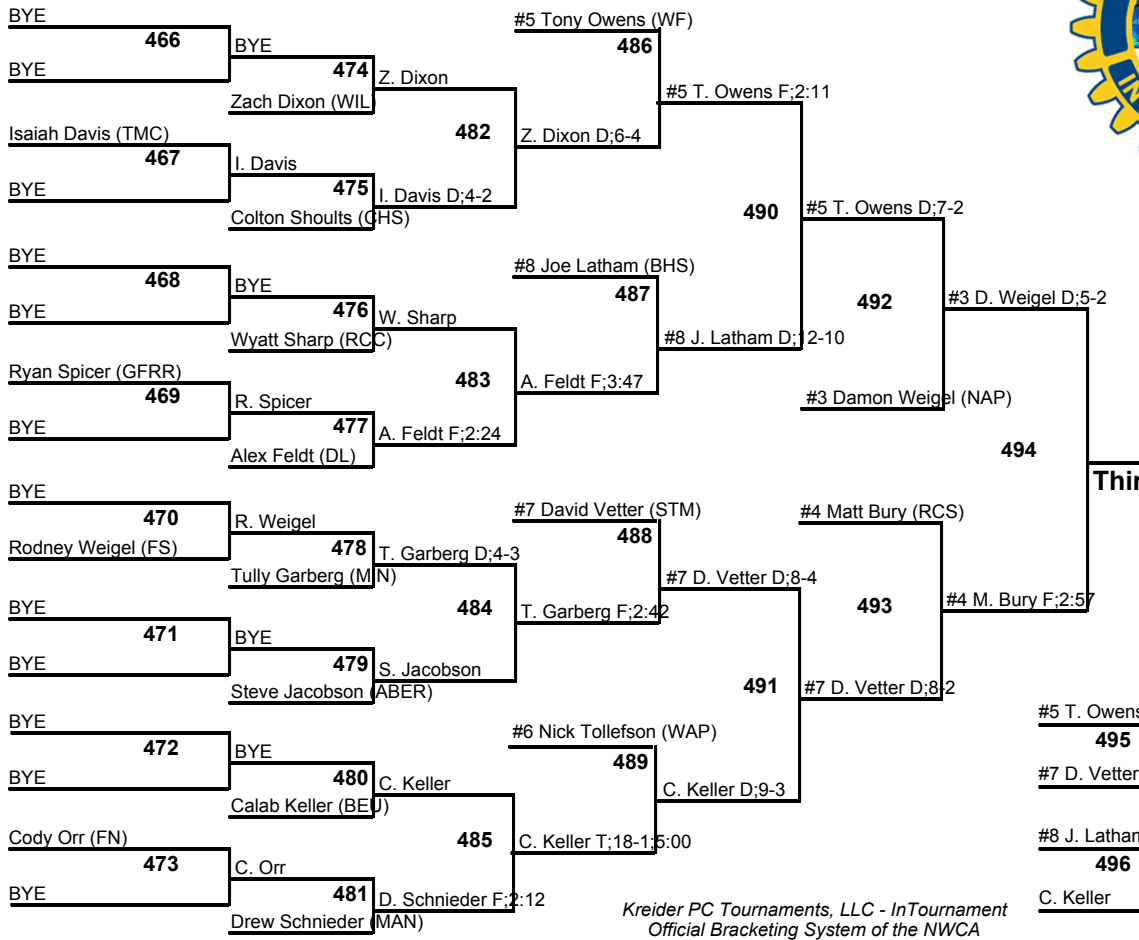 BYE
466
BYE
BYE
474
Zach Dixon (WIL)
Z. Dixon
Isaiah Davis (TMC)
467
BYE
I. Davis
475
Colton Shoults (CHS)
I. Davis D;4-2
482
Z. Dixon D;6-4
#5 Tony Owens (WF)
486
#5 T. Owens F;2:11
BYE
468
BYE
BYE
476
Wyatt Sharp (RCC)
W. Sharp
Ryan Spicer (GFRR)
469
BYE
R. Spicer
477
Alex Feldt (DL)
A. Feldt F;2:24
483
A. Feldt F;3:47
#8 Joe Latham (BHS)
487
#8 J. Latham D;12-10
490
#5 T. Owens D;7-2
492
#3 Damon Weigel (NAP)
#3 D. Weigel D;5-2
BYE
470
Rodney Weigel (FS)
R. Weigel
478
Tully Garberg (MIN)
T. Garberg D;4-3
BYE
471
BYE
BYE
479
Steve Jacobson (ABER)
S. Jacobson
484
T. Garberg F;2:42
#7 David Vetter (STM)
488
#7 D. Vetter D;8-4
BYE
472
BYE
BYE
480
Calab Keller (BEU)
C. Keller
Cody Orr (FN)
473
BYE
C. Orr
481
Drew Schnieder (MAN)
D. Schnieder F;2:12
485
C. Keller T;18-1;5:00
#6 Nick Tollefson (WAP)
489
C. Keller D;9-3
491
#7 D. Vetter D;8-2
#4 Matt Bury (RCS)
493
#4 M. Bury F;2:57
494
Thir
#5 T. Owens
495
#7 D. Vetter
#8 J. Latham
496
C. Keller
Kreider PC Tournaments, LLC - InTournament
Official Bracketing System of the NWCA
IN